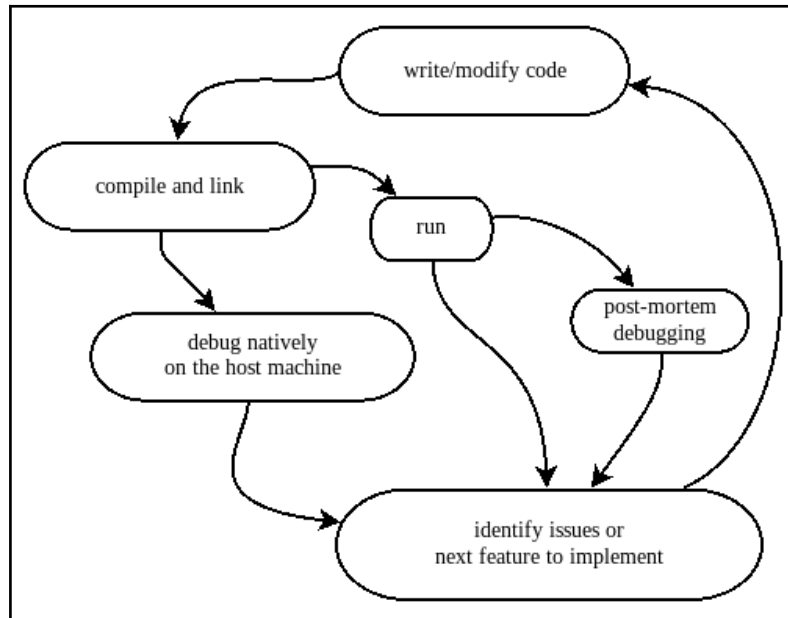 write/modify code
compile and link
run
post-mortem
debugging
debug natively
on the host machine
identify issues or
next feature to implement